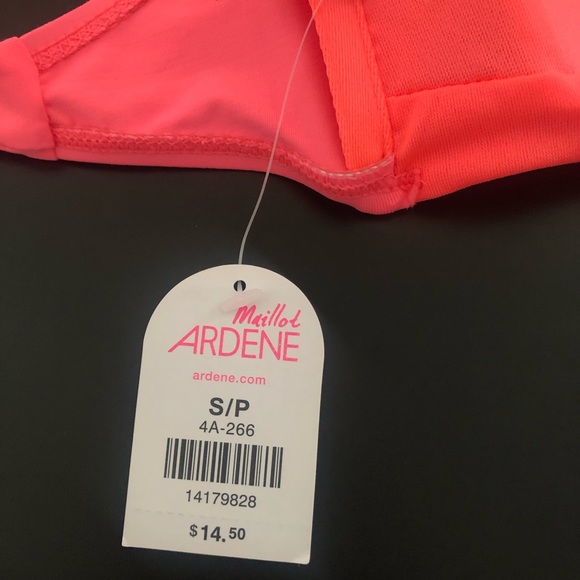 Maillot
ARDENE
ardene.com
S/P
4A-266
14179828
$14.50